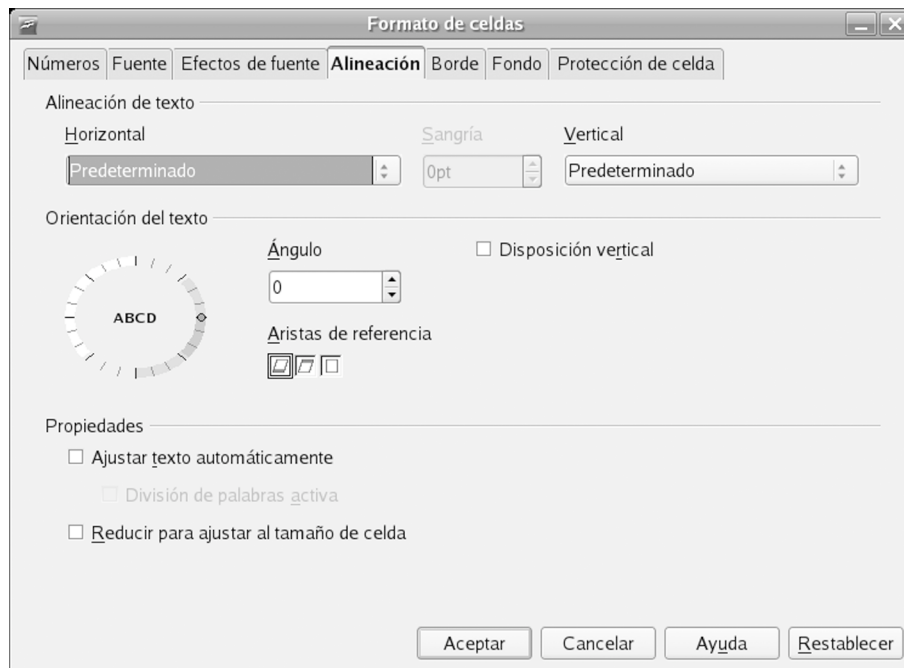 Formato de celdas
Números Fuente Efectos de fuente Alineación Borde Fondo Protección de celda
Alineación de texto
Horizontal Sangría Vertical
Predeterminado 0pt Predeterminado
Orientación del texto
Ángulo Disposición vertical
0
ABCD
Aristas de referencia
Propiedades
Ajustar texto automáticamente
División de palabras activa
Reducir para ajustar al tamaño de celda
Aceptar Cancelar Ayuda Restablecer